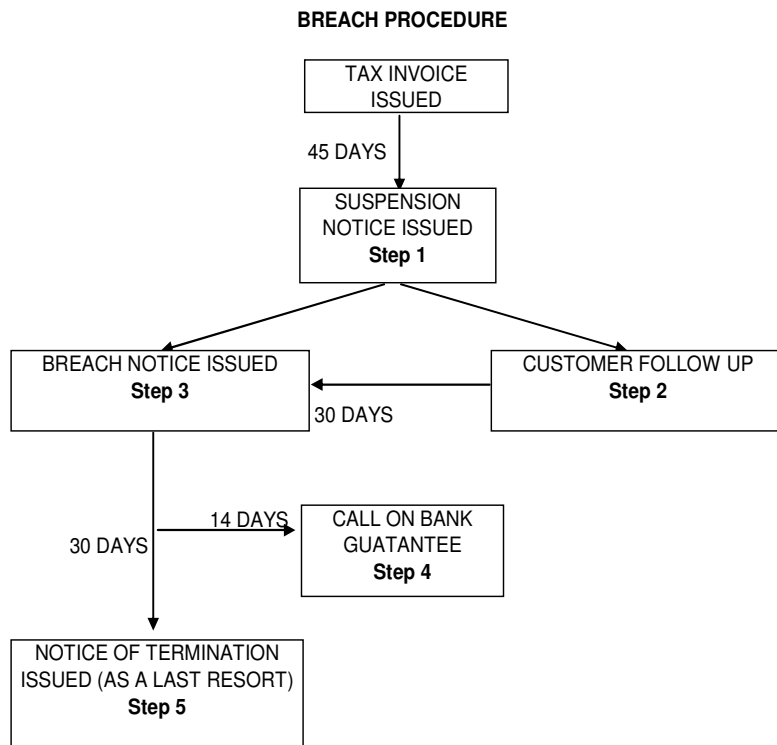 BREACH PROCEDURE
TAX INVOICE
ISSUED
45 DAYS
SUSPENSION
NOTICE ISSUED
Step 1
BREACH NOTICE ISSUED
Step 3
CUSTOMER FOLLOW UP
Step 2
30 DAYS
14 DAYS
30 DAYS
CALL ON BANK
GUATANTEE
Step 4
NOTICE OF TERMINATION
ISSUED (AS A LAST RESORT)
Step 5